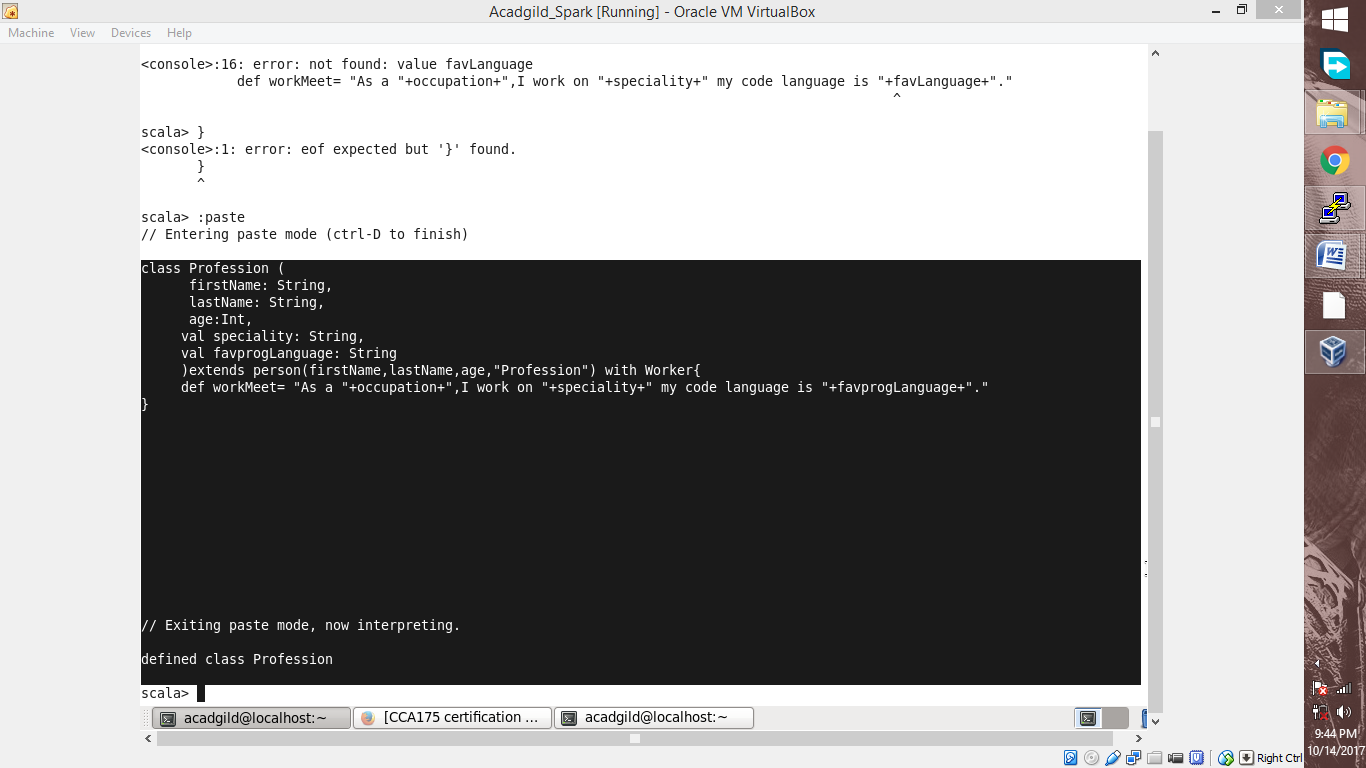 Acadgild_Spark [Running] - Oracle VM VirtualBox
Machine View Devices Help
<console>:16: error: not found: value favLanguage
            def workMeet= "As a "+occupation+",I work on "+speciality+" my code language is "+favLanguage+"."
                                                                                              ^
scala> }
<console>:1: error: eof expected but '}' found.
       }
       ^
scala> :paste
// Entering paste mode (ctrl-D to finish)
class Profession (
      firstName: String,
      lastName: String,
      age:Int,
     val speciality: String,
     val favprogLanguage: String
     )extends person(firstName,lastName,age,"Profession") with Worker{
     def workMeet= "As a "+occupation+",I work on "+speciality+" my code language is "+favprogLanguage+"."
}
// Exiting paste mode, now interpreting.
defined class Profession
scala>
acadgild@localhost:~ [CCA175 certification ... acadgild@localhost:~
Right Ctrl
9:44 PM
10/14/2017